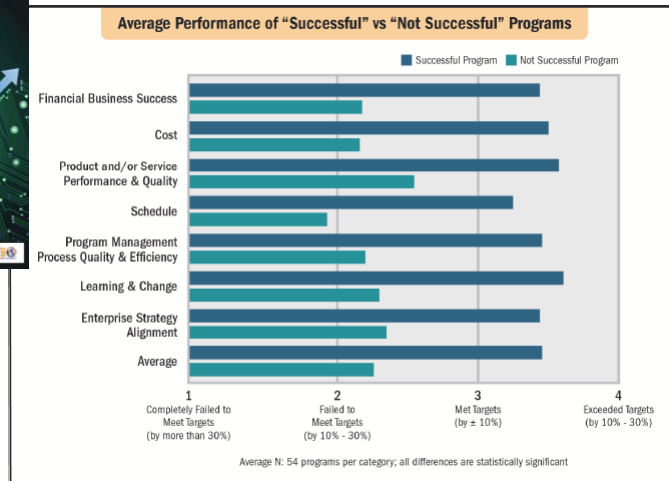 Average Performance of “Successful” vs “Not Successful” Programs
Successful Program Not Successful Program
Financial Business Success
Cost
Product and/or Service
Performance & Quality
Schedule
Program Management
Process Quality & Efficiency
Learning & Change
Enterprise Strategy
Alignment
Average
1 2 3 4
Completely Failed to
Meet Targets
(by more than 30%)
Failed to
Meet Targets
(by 10% - 30%)
Met Targets
(by ± 10%)
Exceeded Targets
(by 10% - 30%)
Average N: 54 programs per category; all differences are statistically significant